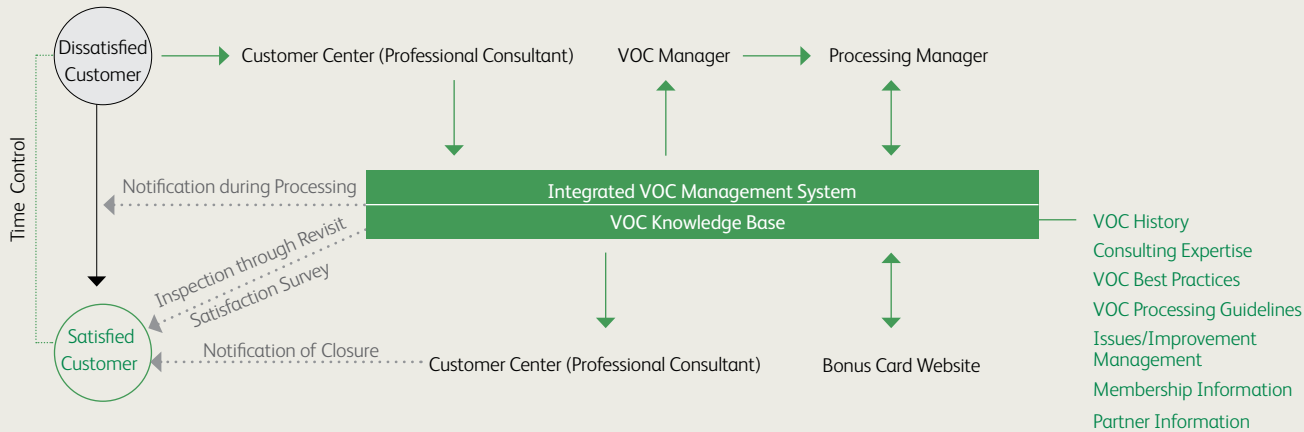 Dissatisfied
Customer
Customer Center (Professional Consultant)
VOC Manager
Processing Manager
Time Control
Notification during Processing
Integrated VOC Management System
VOC Knowledge Base
Inspection through Revisit
Satisfaction Survey
Satisfied
Customer
Notification of Closure
Customer Center (Professional Consultant)
Bonus Card Website
VOC History
Consulting Expertise
VOC Best Practices
VOC Processing Guidelines
Issues/Improvement
Management
Membership Information
Partner Information